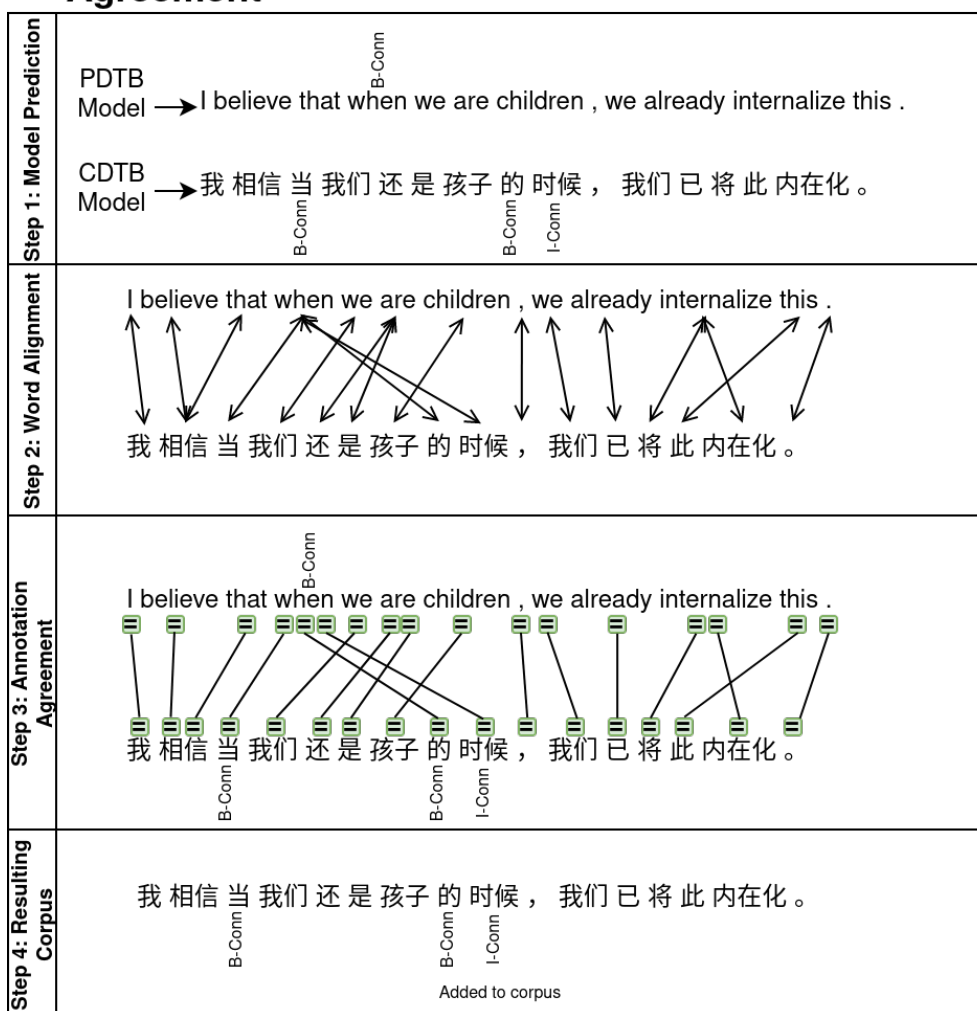 Agreement
Step 1: Model Prediction
B-Conn
PDTB
Model
I believe that when we are children , we already internalize this .
CDTB
Model
我 相信 当 我们 还 是 孩子 的 时候 ， 我们 已 将 此 内在化 。
B-Conn
B-Conn
I-Conn
Step 2: Word Alignment
I believe that when we are children , we already internalize this .
我 相信 当 我们 还 是 孩子 的 时候 ， 我们 已 将 此 内在化 。
Step 3: Annotation
Agreement
B-Conn
I believe that when we are children , we already internalize this .
我 相信 当 我们 还 是 孩子 的 时候 ， 我们 已 将 此 内在化 。
B-Conn
B-Conn
I-Conn
Step 4: Resulting
Corpus
我 相信 当 我们 还 是 孩子 的 时候 ， 我们 已 将 此 内在化 。
B-Conn
B-Conn
I-Conn
Added to corpus